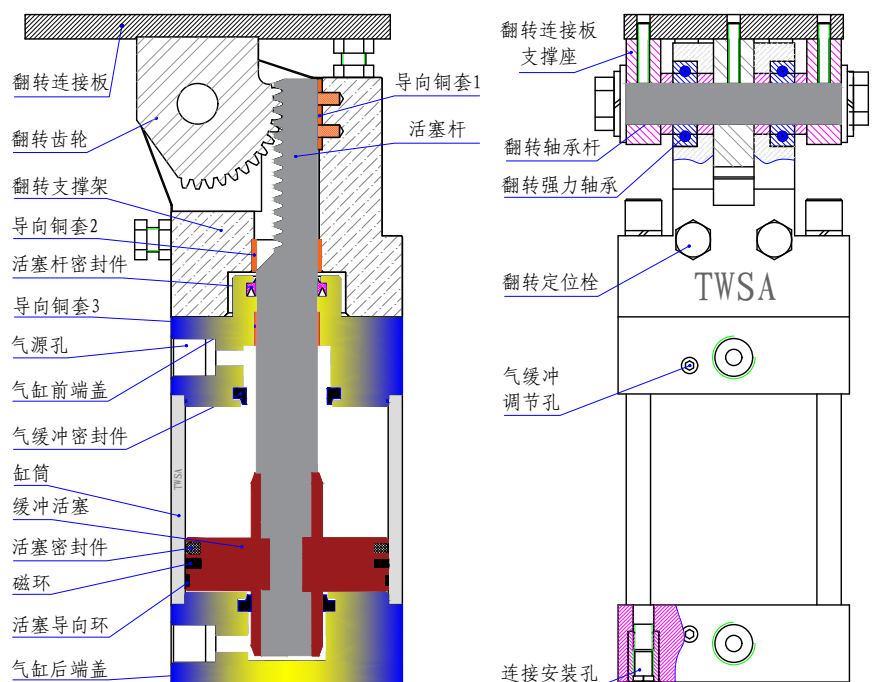 翻转连接板
翻转齿轮
翻转支撑架
导向铜套2
活塞杆密封件
导向铜套3
气源孔
气缸前端盖
气缓冲密封件
缸筒
缓冲活塞
活塞密封件
磁环
活塞导向环
气缸后端盖
导向铜套1
活塞杆
TWSA
翻转连接板
支撑座
翻转轴承杆
翻转强力轴承
翻转定位栓
TWSA
气缓冲
调节孔
连接安装孔